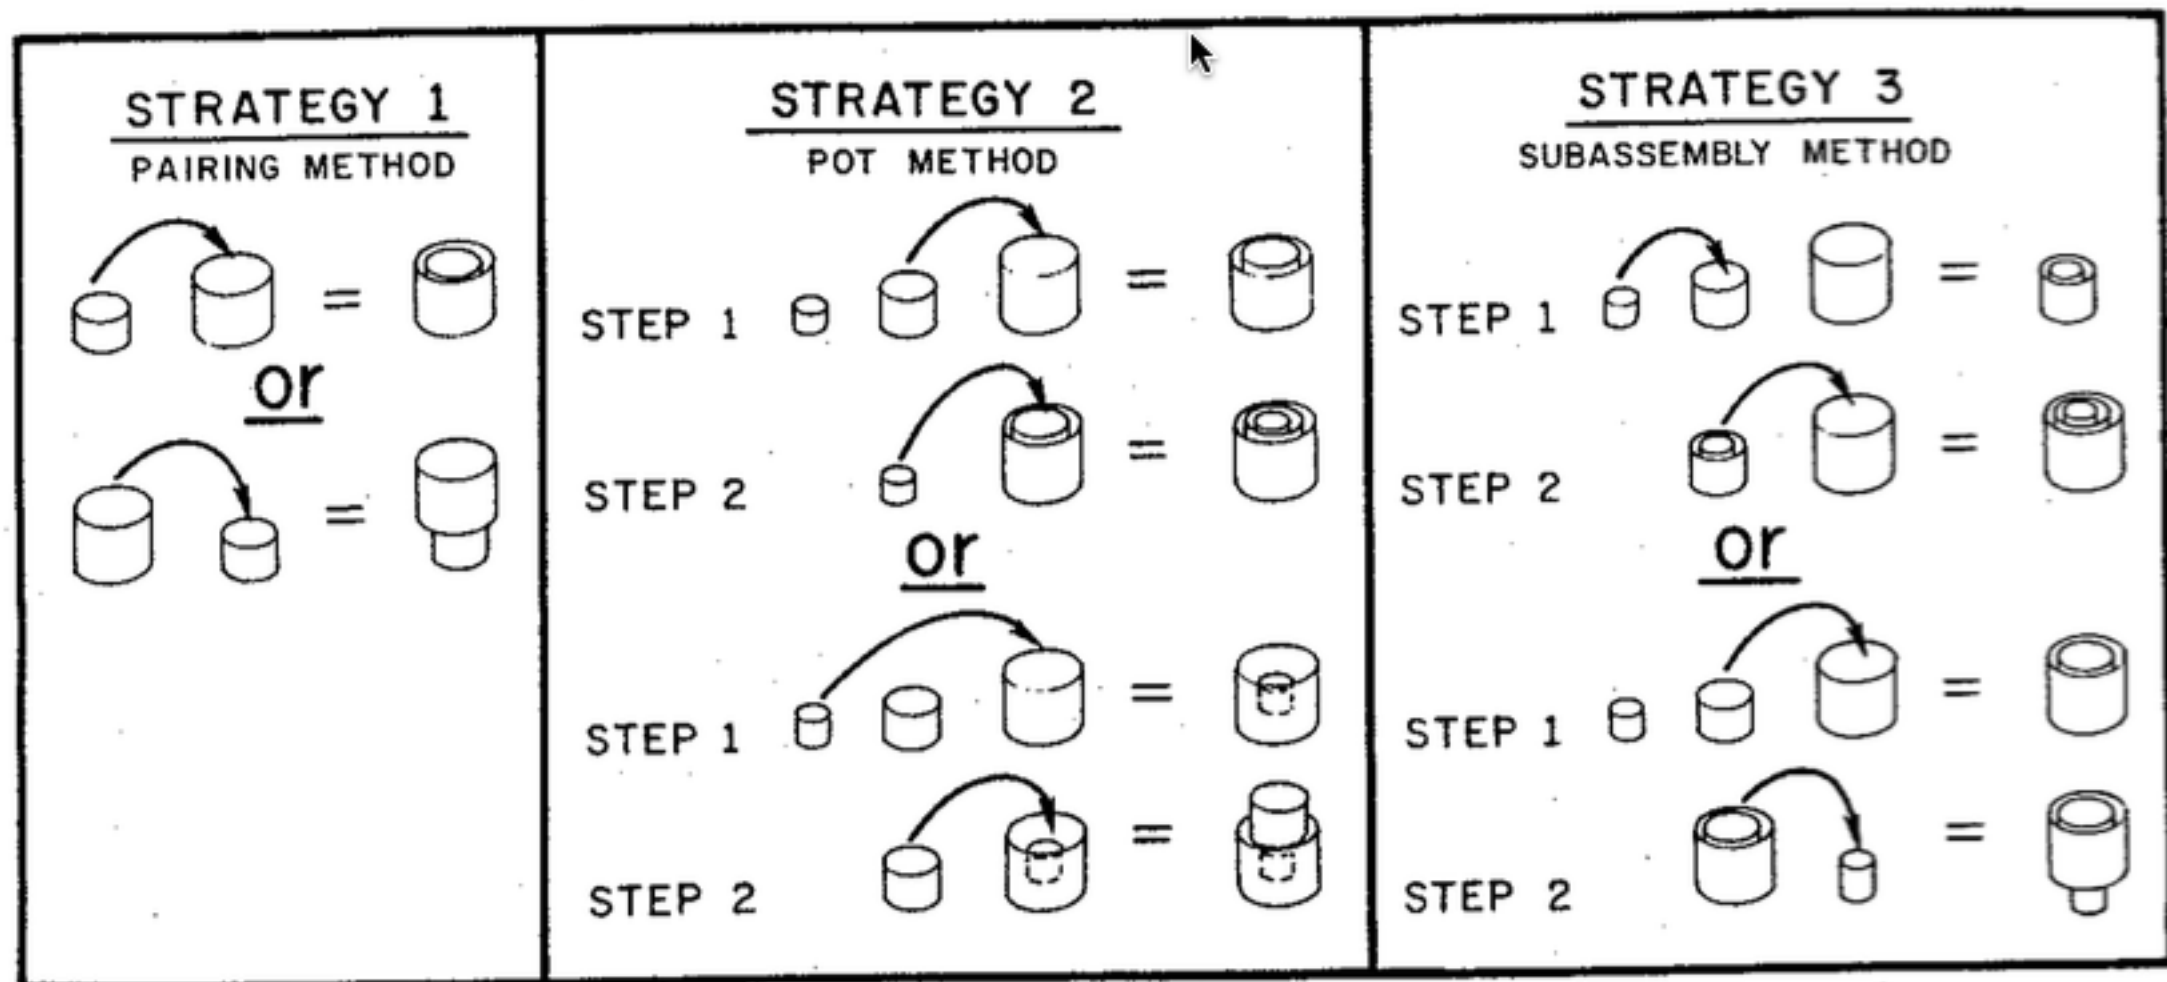 STRATEGY 1
PAIRING METHOD
=
or
=
STRATEGY 2
POT METHOD
STEP 1 =
STEP 2 =
or
STEP 1 =
STEP 2 =
STRATEGY 3
SUBASSEMBLY METHOD
STEP 1 =
STEP 2 =
or
STEP 1 =
STEP 2 =